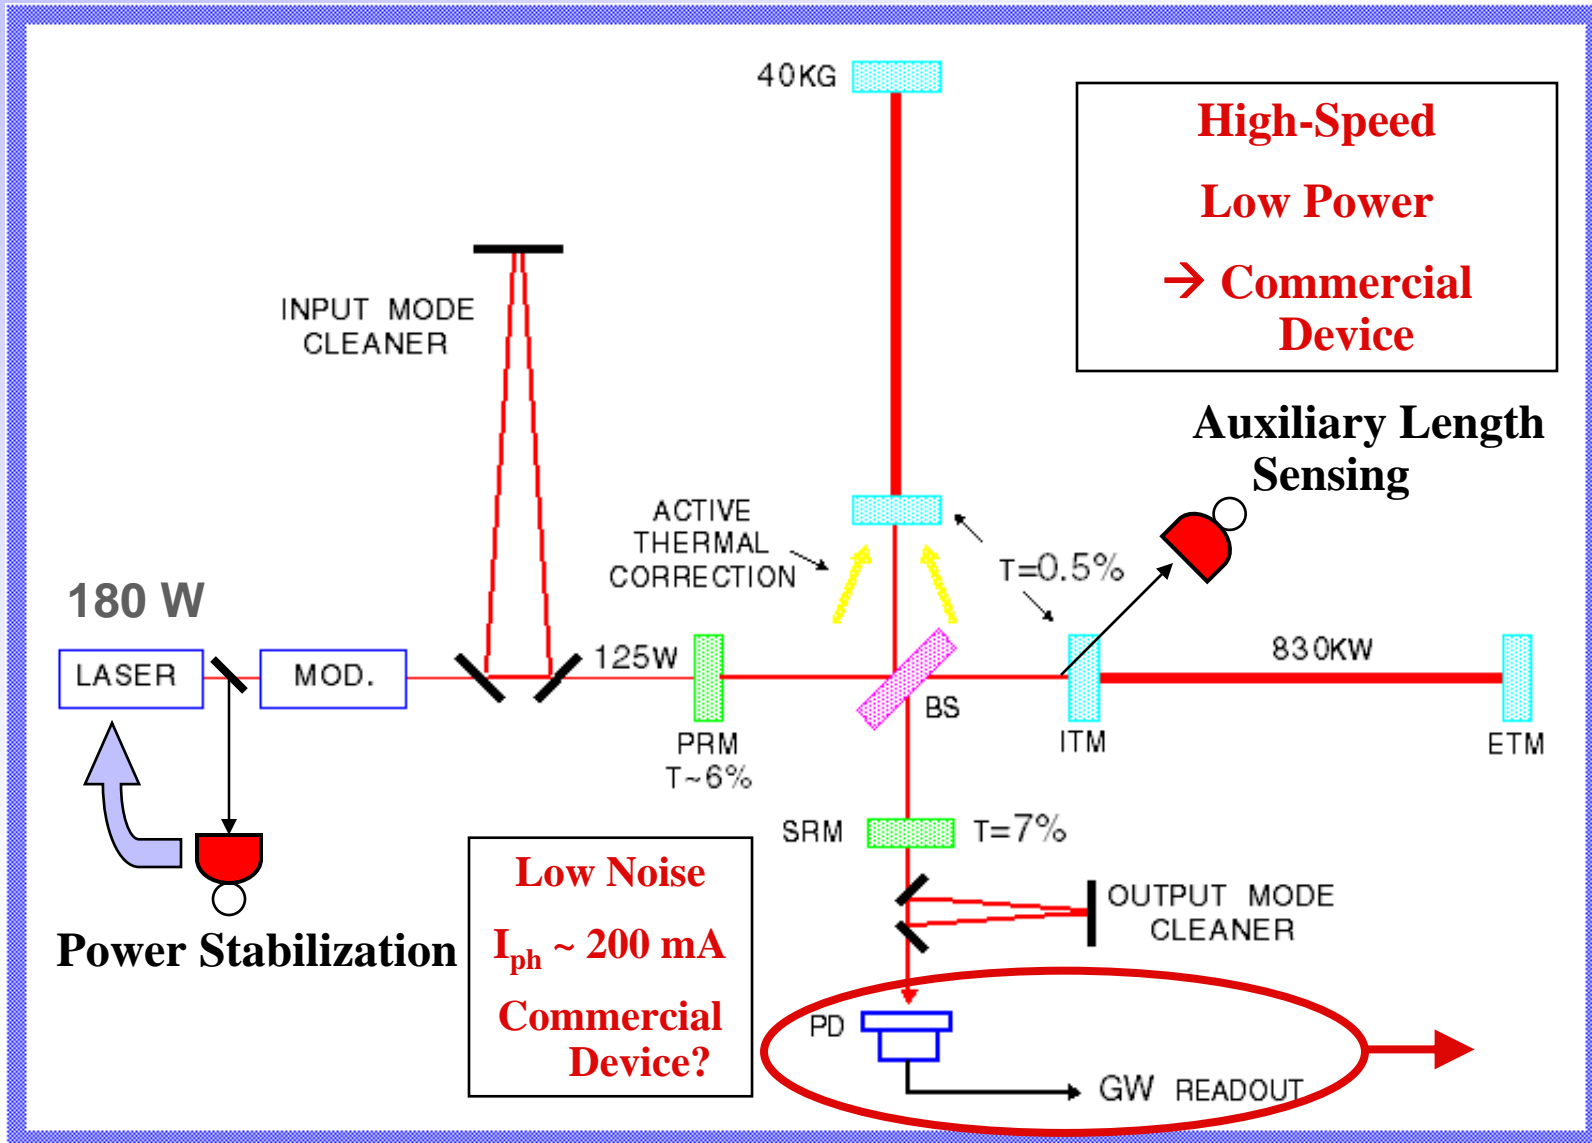 40KG
High-Speed
Low Power
→ Commercial
Device
INPUT MODE
CLEANER
Auxiliary Length
Sensing
ACTIVE
THERMAL
CORRECTION
T=0.5%
180 W
LASER
MOD.
125W
830KW
BS
PRM
T~6%
ITM
ETM
SRM
T=7%
Low Noise
Iph ~ 200 mA
Commercial
Device?
OUTPUT MODE
CLEANER
Power Stabilization
PD
GW READOUT